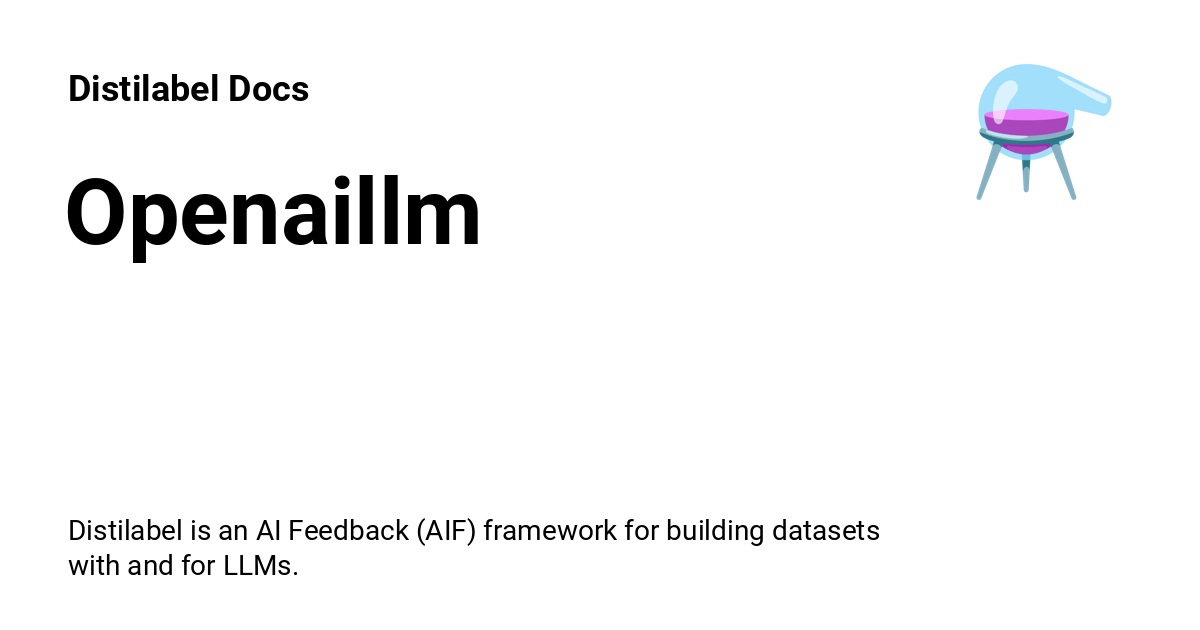 Distilabel Docs
Openaillm
Distilabel is an AI Feedback (AIF) framework for building datasets
with and for LLMs.